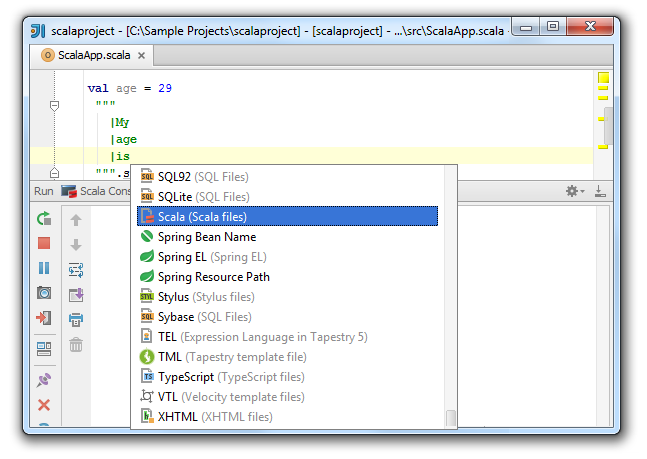 scalaproject - [C:\Sample Projects\scalaproject] - [scalaproject] - ...\src\ScalaApp.scala -
ScalaApp.scala
val age = 29
"""
|My
|age
|is
""".s
Run Scala Cons
SQL92 (SQL Files)
SQLite (SQL Files)
Scala (Scala files)
Spring Bean Name
Spring EL (Spring EL)
Spring Resource Path
Stylus (Stylus files)
Sybase (SQL Files)
TEL (Expression Language in Tapestry 5)
TML (Tapestry template file)
TypeScript (TypeScript files)
VTL (Velocity template files)
XHTML (XHTML files)